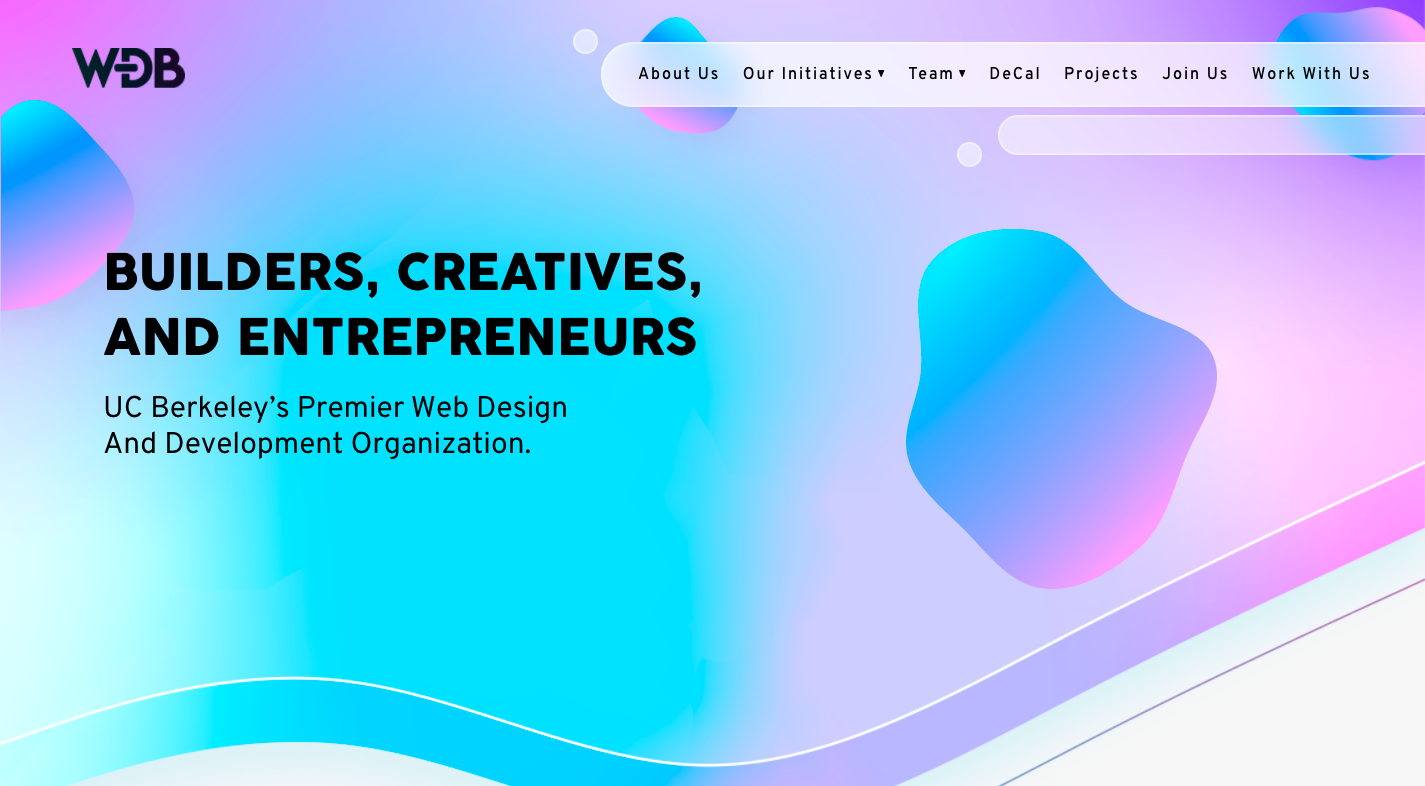 WDB
About Us Our Initiatives ▾ Team ▾ DeCal Projects Join Us Work With Us
BUILDERS, CREATIVES,
AND ENTREPRENEURS
UC Berkeley’s Premier Web Design
And Development Organization.